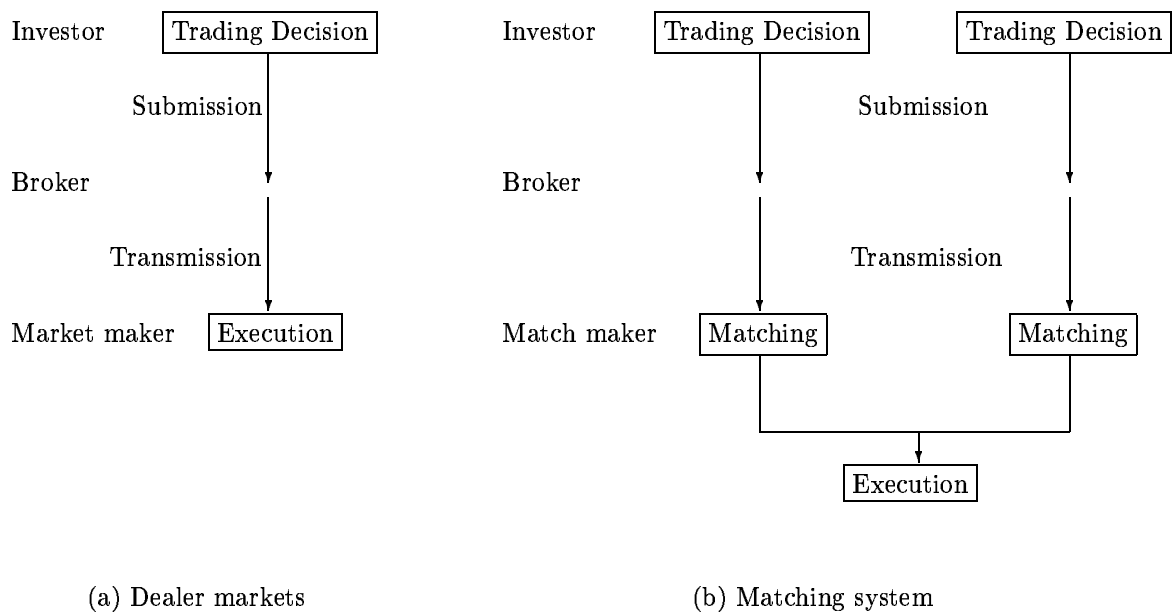 Investor
Trading Decision
Submission
Broker
Transmission
Market maker
Execution
(a) Dealer markets
Investor
Trading Decision
Trading Decision
Submission
Broker
Transmission
Match maker
Matching
Matching
Execution
(b) Matching system